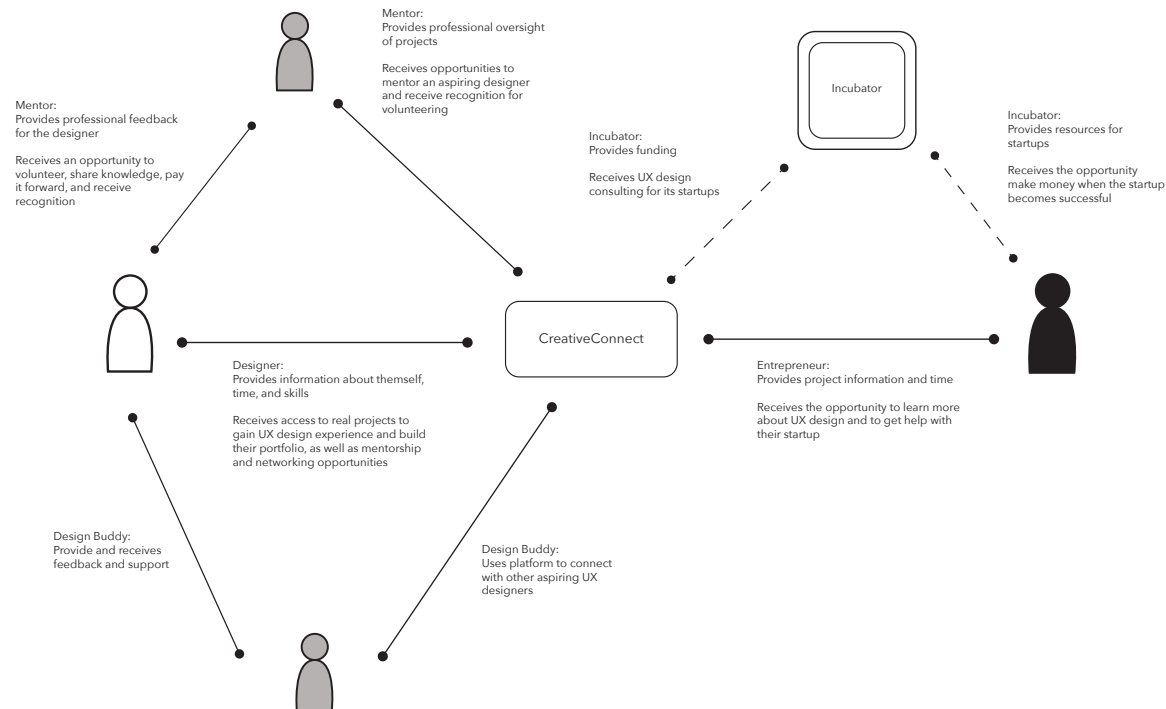 Mentor:
Provides professional oversight
of projects
Receives opportunities to
mentor an aspiring designer
and receive recognition for
volunteering
Mentor:
Provides professional feedback
for the designer
Receives an opportunity to
volunteer, share knowledge, pay
it forward, and receive
recognition
Incubator
Incubator:
Provides funding
Receives UX design
consulting for its startups
Incubator:
Provides resources for
startups
Receives the opportunity
make money when the startup
becomes successful
CreativeConnect
Designer:
Provides information about themself,
time, and skills
Receives access to real projects to
gain UX design experience and build
their portfolio, as well as mentorship
and networking opportunities
Entrepreneur:
Provides project information and time
Receives the opportunity to learn more
about UX design and to get help with
their startup
Design Buddy:
Provide and receives
feedback and support
Design Buddy:
Uses platform to connect
with other aspiring UX
designers